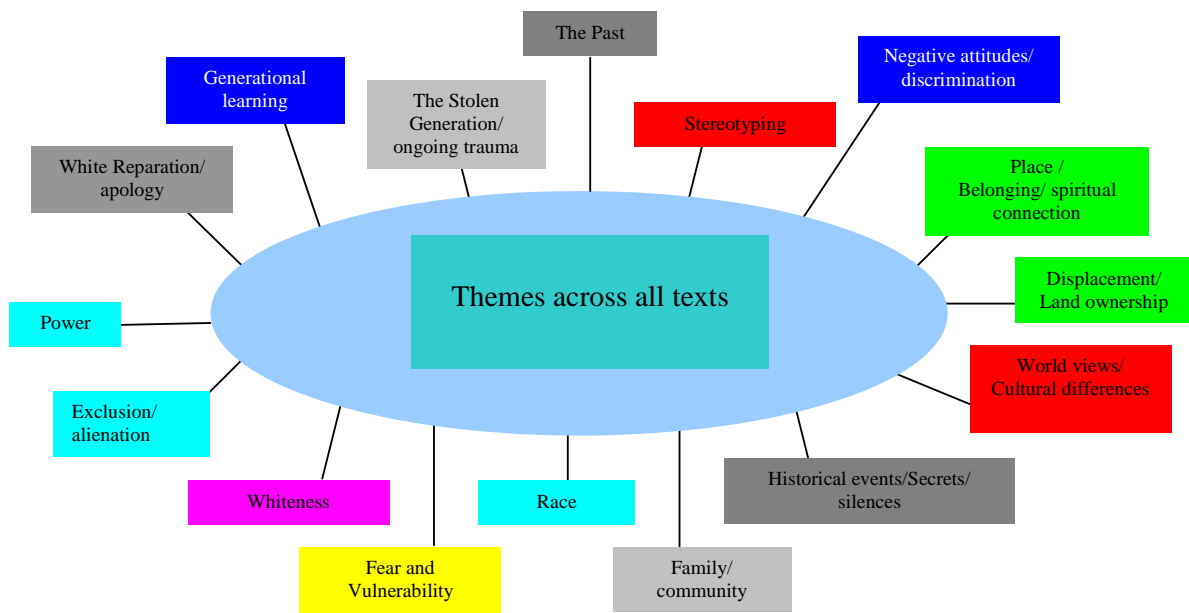 The Past
Negative attitudes/
discrimination
Generational
learning
The Stolen
Generation/
ongoing trauma
Stereotyping
White Reparation/
apology
Place /
Belonging/ spiritual
connection
Themes across all texts
Displacement/
Land ownership
Power
World views/
Cultural differences
Exclusion/
alienation
Historical events/Secrets/
silences
Whiteness
Race
Fear and
Vulnerability
Family/
community